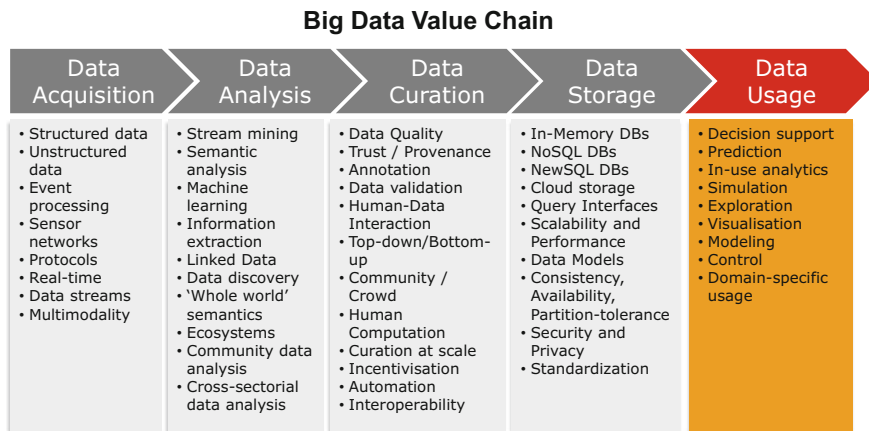 Big Data Value Chain
Data
Acquisition
Data
Analysis
Data
Curation
Data
Storage
Data
Usage
• Structured data
• Unstructured
data
• Event
processing
• Sensor
networks
• Protocols
• Real-time
• Data streams
• Multimodality
• Stream mining
• Semantic
analysis
• Machine
learning
• Information
extraction
• Linked Data
• Data discovery
• ‘Whole world’
semantics
• Ecosystems
• Community data
analysis
• Cross-sectorial
data analysis
• Data Quality
• Trust / Provenance
• Annotation
• Data validation
• Human-Data
Interaction
• Top-down/Bottom-
up
• Community /
Crowd
• Human
Computation
• Curation at scale
• Incentivisation
• Automation
• Interoperability
• In-Memory DBs
• NoSQL DBs
• NewSQL DBs
• Cloud storage
• Query Interfaces
• Scalability and
Performance
• Data Models
• Consistency,
Availability,
Partition-tolerance
• Security and
Privacy
• Standardization
• Decision support
• Prediction
• In-use analytics
• Simulation
• Exploration
• Visualisation
• Modeling
• Control
• Domain-specific
usage